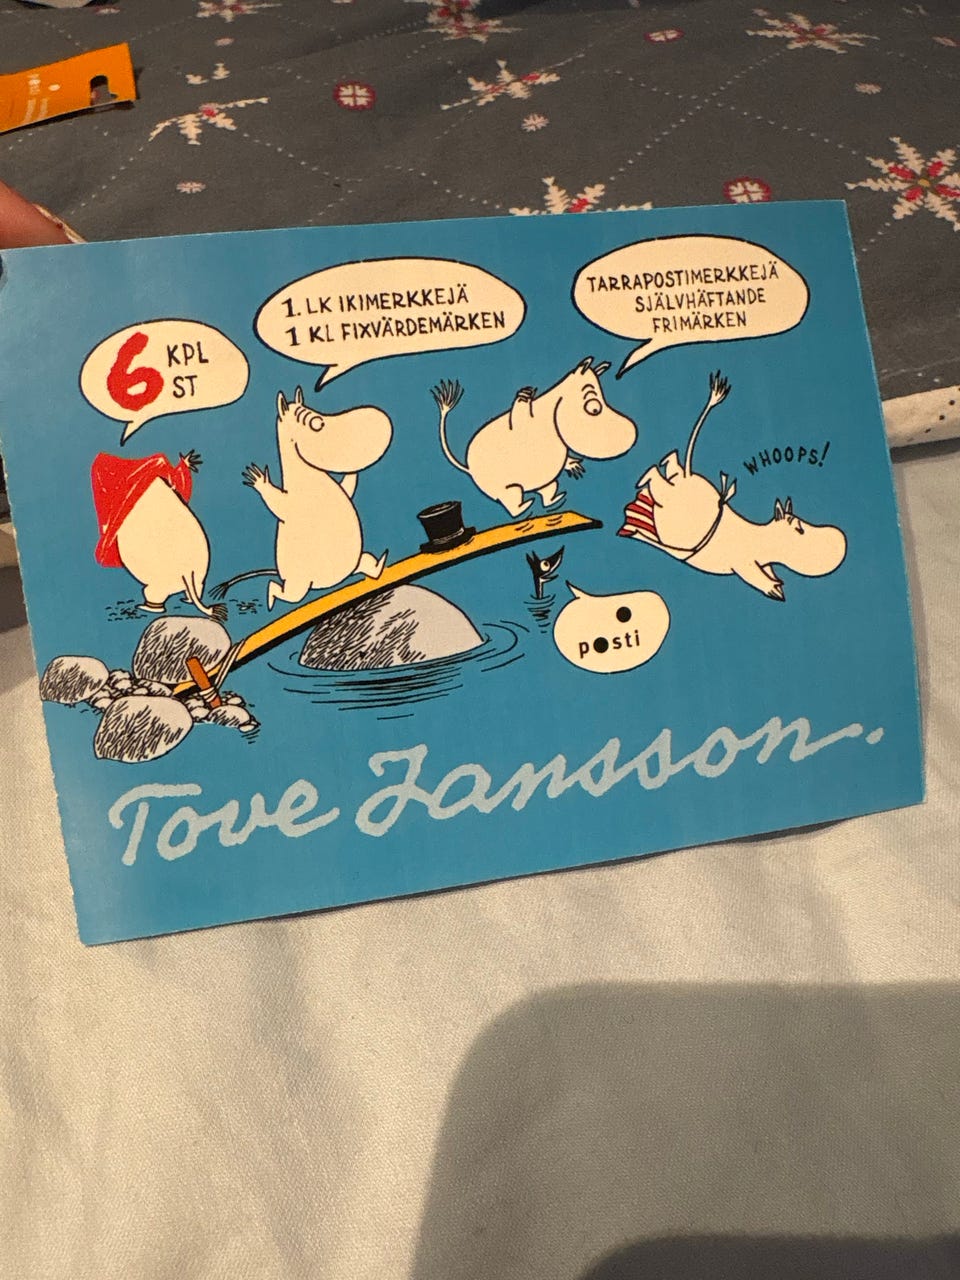 6 KPL
ST
1. LK IKIMERKKEJÄ
1 KL FIXVÄRDEMÄRKEN
TARRAPOSTIMERKKEJÄ
SJÄLVHÄFTANDE
FRIMÄRKEN
WHOOPS!
posti
Tove Jansson.